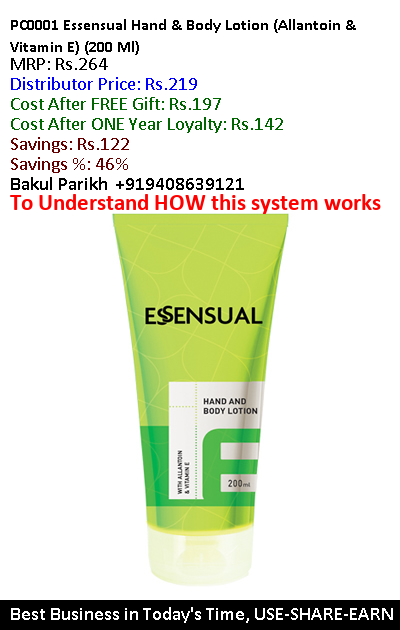 PC0001 Essensual Hand & Body Lotion (Allantoin &
Vitamin E) (200 Ml)
MRP: Rs.264
Distributor Price: Rs.219
Cost After FREE Gift: Rs.197
Cost After ONE Year Loyalty: Rs.142
Savings: Rs.122
Savings %: 46%
Bakul Parikh +919408639121
To Understand HOW this system works
ESSENSUAL
HAND AND
BODY LOTION
WITH ALLANTOIN
& VITAMIN E
E
200ml
Best Business in Today's Time, USE-SHARE-EARN